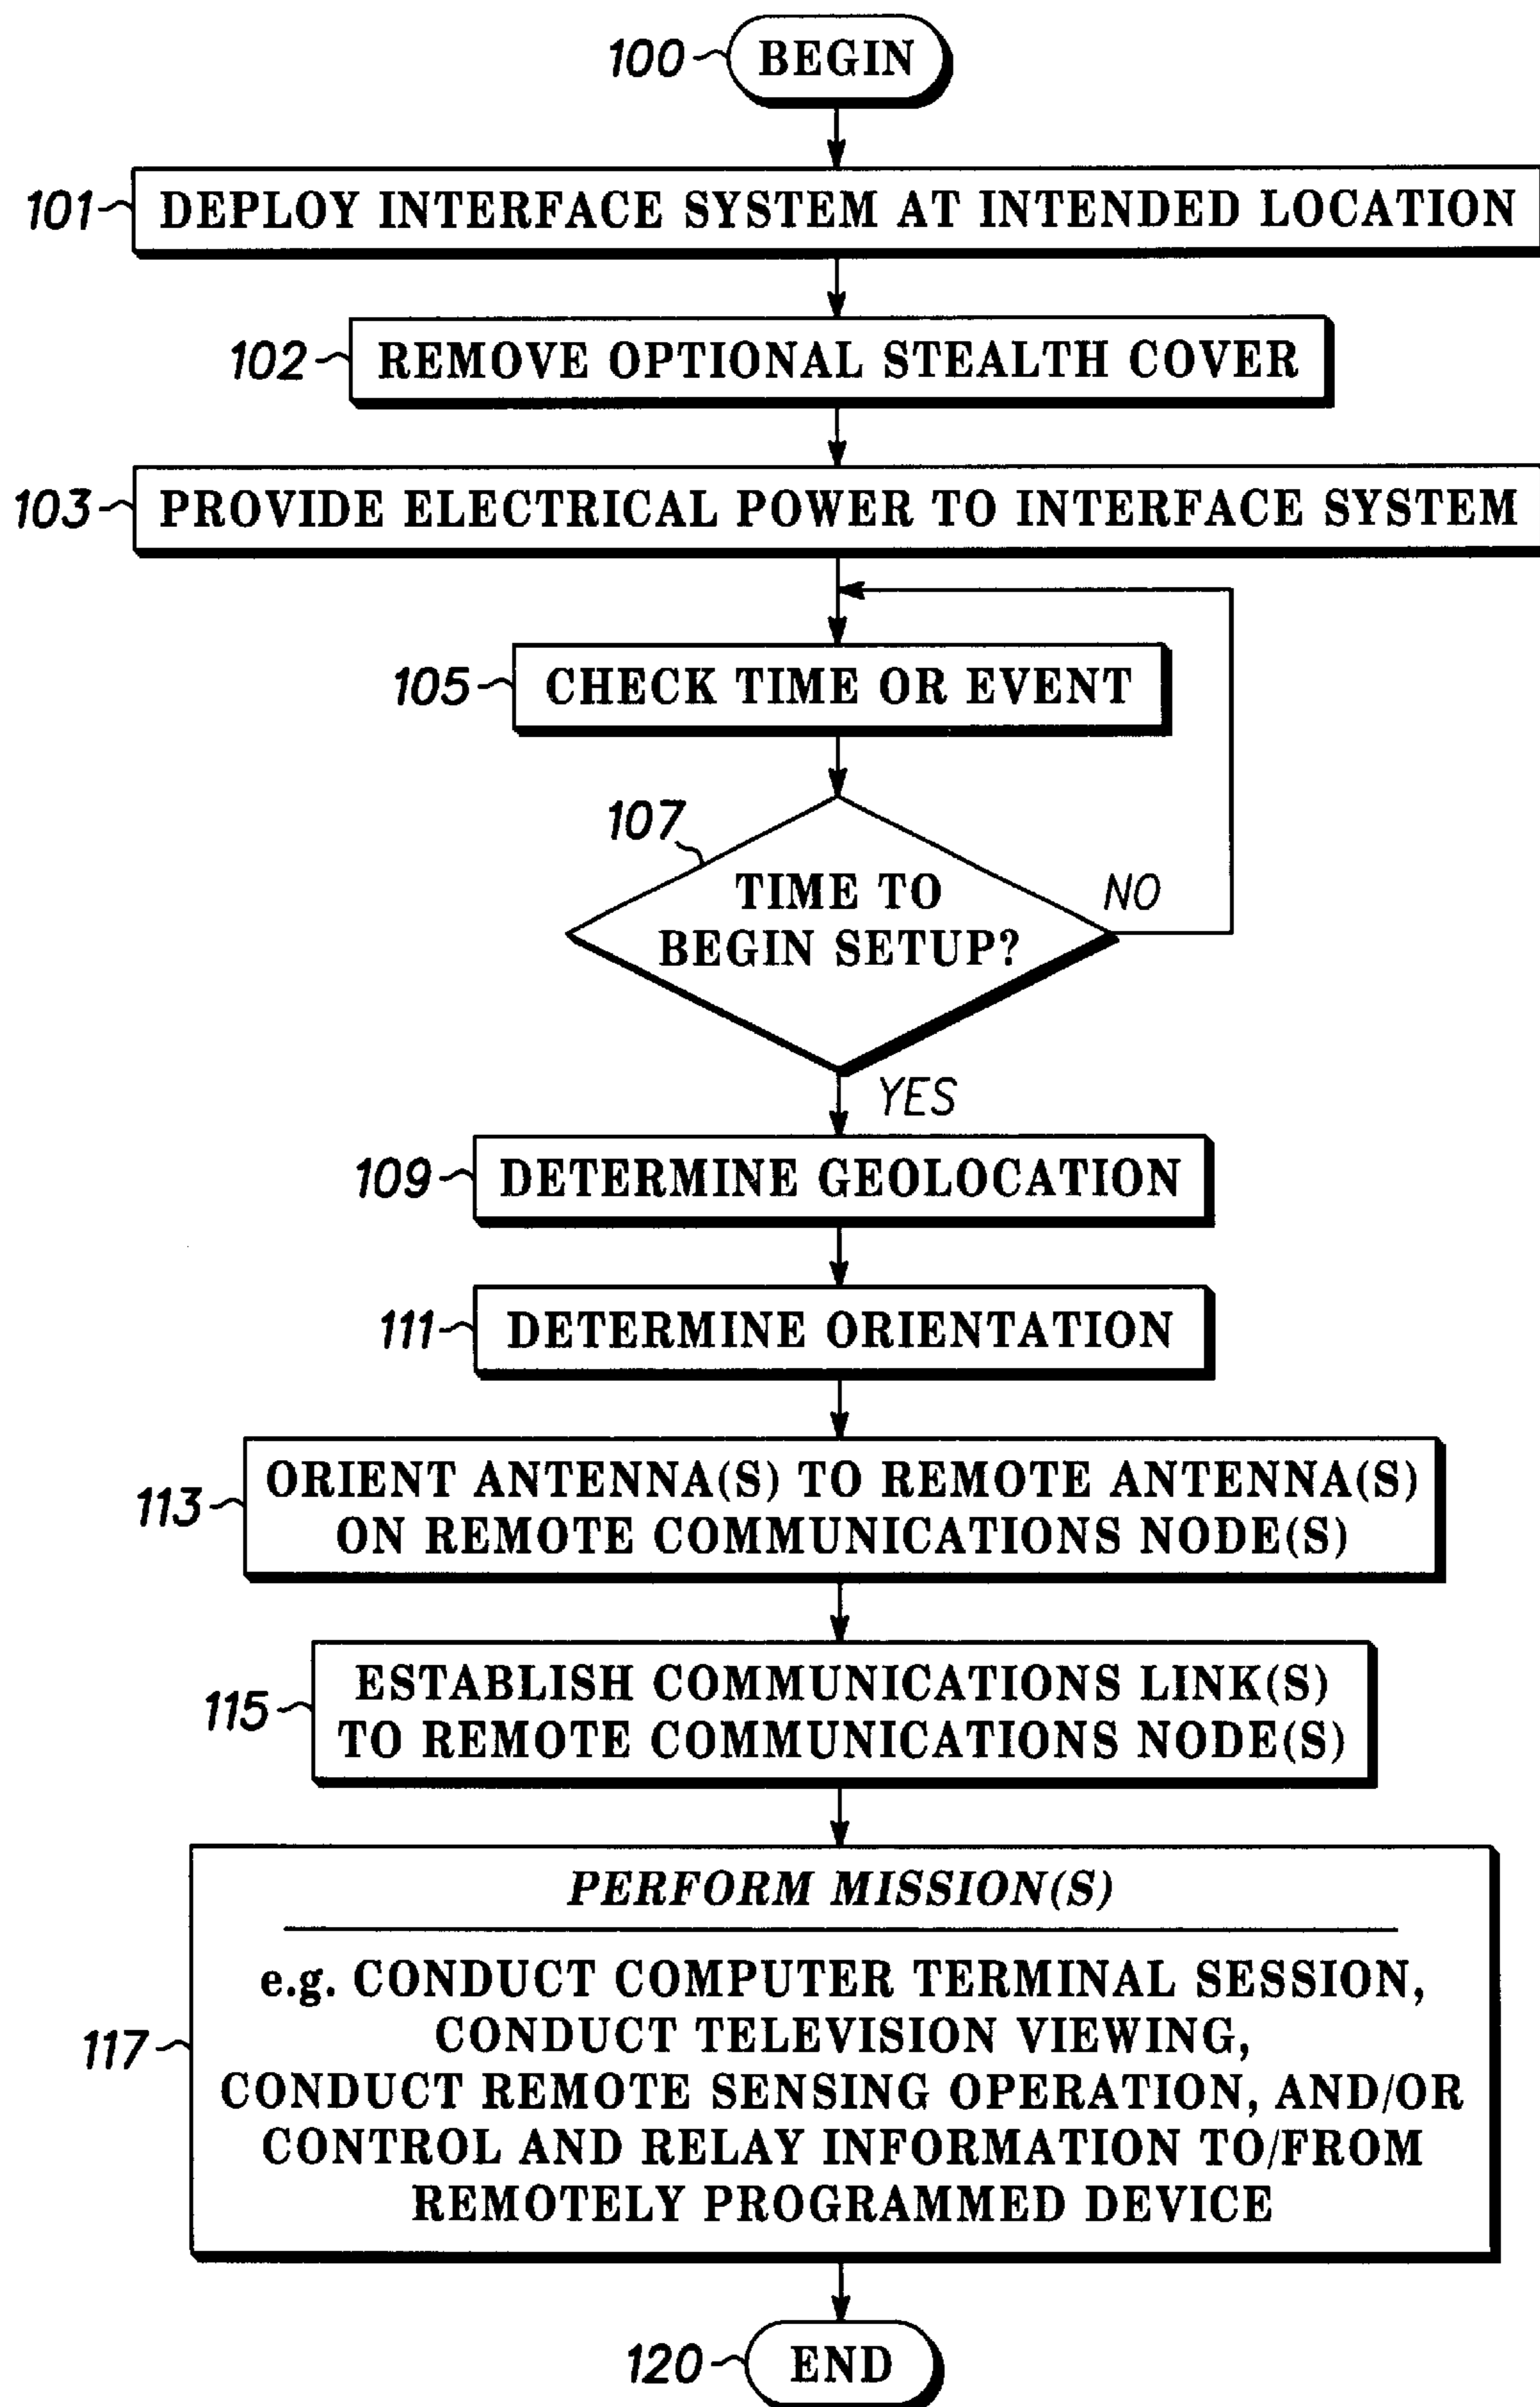 100 BEGIN
101 DEPLOY INTERFACE SYSTEM AT INTENDED LOCATION
102 REMOVE OPTIONAL STEALTH COVER
103 PROVIDE ELECTRICAL POWER TO INTERFACE SYSTEM
105 CHECK TIME OR EVENT
107
TIME TO
BEGIN SETUP?
NO
YES
109 DETERMINE GEOLOCATION
111 DETERMINE ORIENTATION
113
ORIENT ANTENNA(S) TO REMOTE ANTENNA(S)
ON REMOTE COMMUNICATIONS NODE(S)
115
ESTABLISH COMMUNICATIONS LINK(S)
TO REMOTE COMMUNICATIONS NODE(S)
117
PERFORM MISSION(S)
e.g. CONDUCT COMPUTER TERMINAL SESSION,
CONDUCT TELEVISION VIEWING,
CONDUCT REMOTE SENSING OPERATION, AND/OR
CONTROL AND RELAY INFORMATION TO/FROM
REMOTELY PROGRAMMED DEVICE
120 END